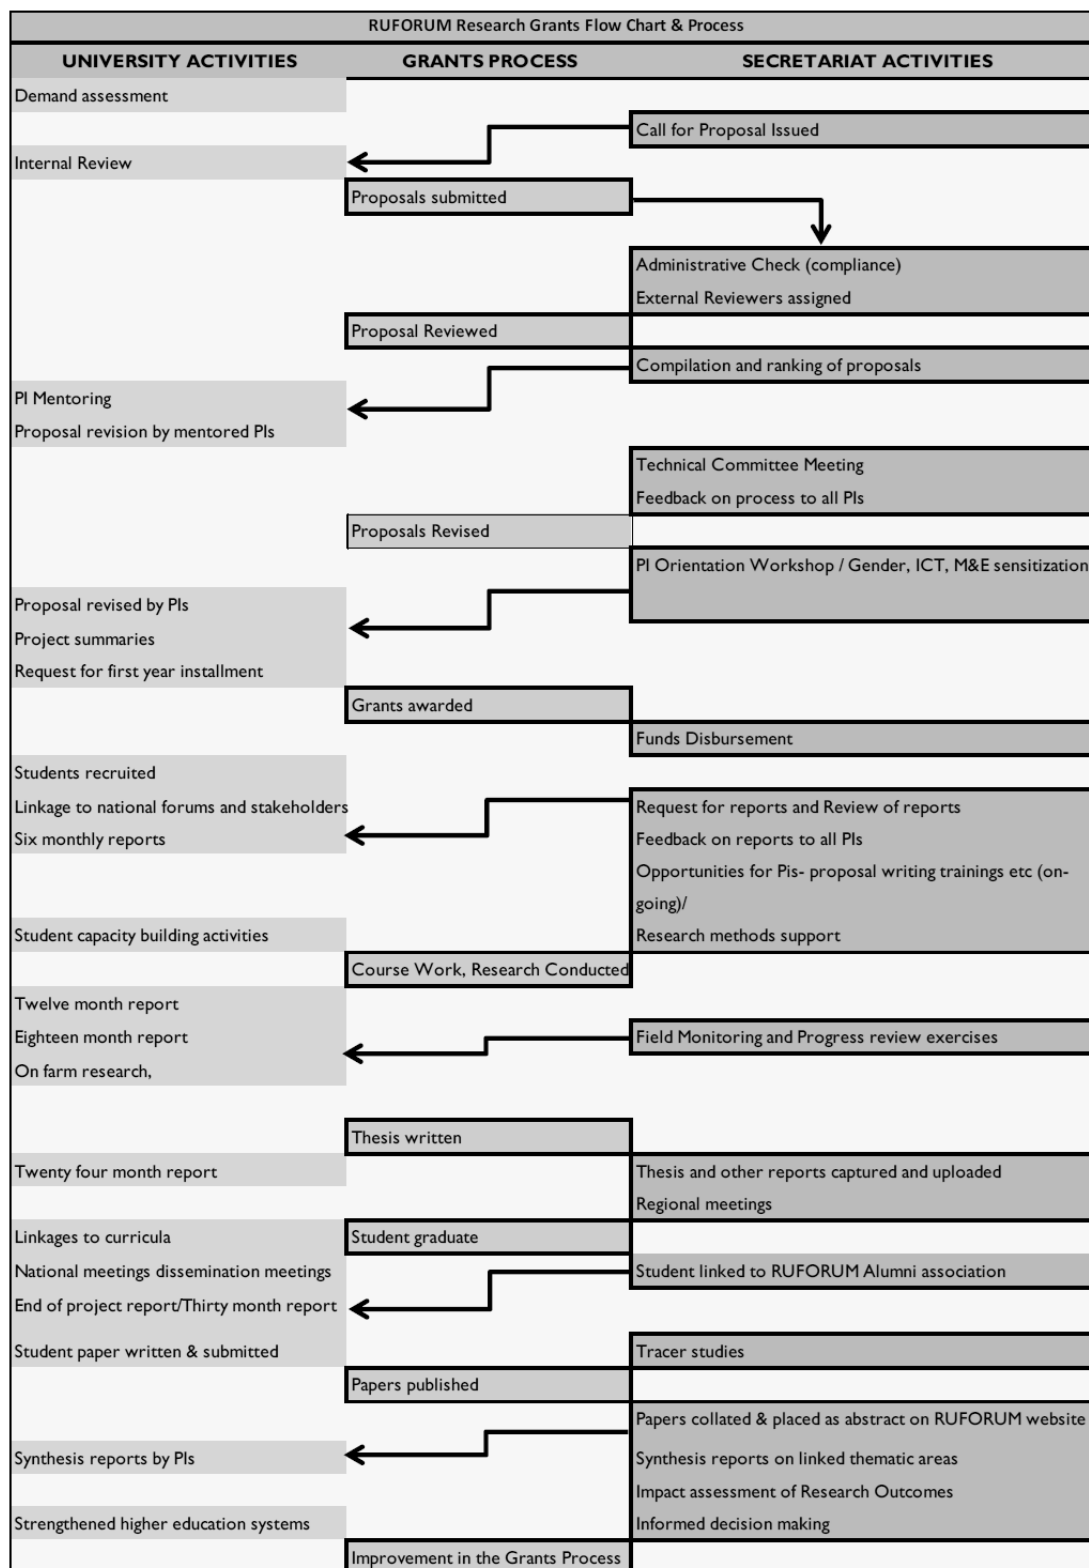 RUFORUM Research Grants Flow Chart & Process
UNIVERSITY ACTIVITIES
GRANTS PROCESS
SECRETARIAT ACTIVITIES
Demand assessment
Call for Proposal Issued
Internal Review
Proposals submitted
Administrative Check (compliance)
External Reviewers assigned
Proposal Reviewed
Compilation and ranking of proposals
PI Mentoring
Proposal revision by mentored PIs
Technical Committee Meeting
Feedback on process to all PIs
Proposals Revised
PI Orientation Workshop / Gender, ICT, M&E sensitization
Proposal revised by PIs
Project summaries
Request for first year installment
Grants awarded
Funds Disbursement
Students recruited
Linkage to national forums and stakeholders
Six monthly reports
Request for reports and Review of reports
Feedback on reports to all PIs
Opportunities for Pis- proposal writing trainings etc (on-
going)/
Student capacity building activities
Research methods support
Course Work, Research Conducted
Twelve month report
Eighteen month report
On farm research,
Field Monitoring and Progress review exercises
Thesis written
Twenty four month report
Thesis and other reports captured and uploaded
Regional meetings
Linkages to curricula
Student graduate
National meetings dissemination meetings
Student linked to RUFORUM Alumni association
End of project report/Thirty month report
Student paper written & submitted
Tracer studies
Papers published
Papers collated & placed as abstract on RUFORUM website
Synthesis reports by PIs
Synthesis reports on linked thematic areas
Impact assessment of Research Outcomes
Strengthened higher education systems
Informed decision making
Improvement in the Grants Process